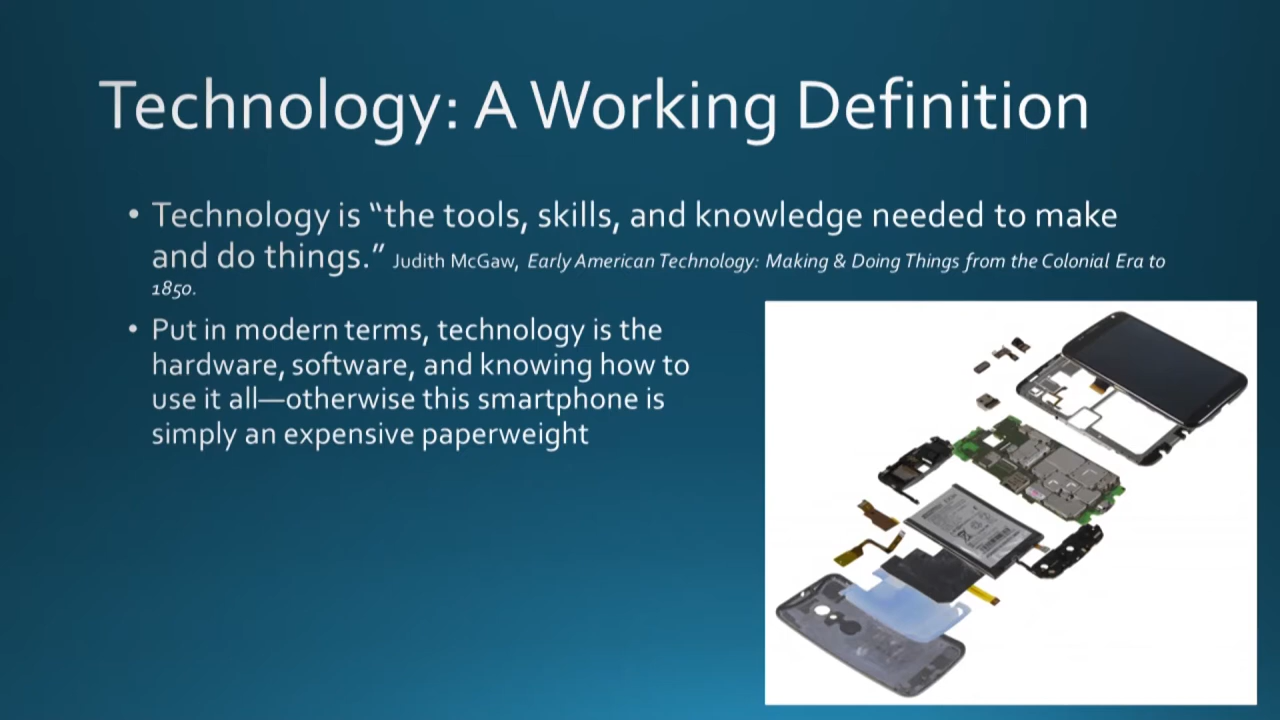 Technology: A Working Definition
• Technology is “the tools, skills, and knowledge needed to make
and do things.” Judith McGaw, Early American Technology: Making & Doing Things from the Colonial Era to
1850.
• Put in modern terms, technology is the
hardware, software, and knowing how to
use it all—otherwise this smartphone is
simply an expensive paperweight